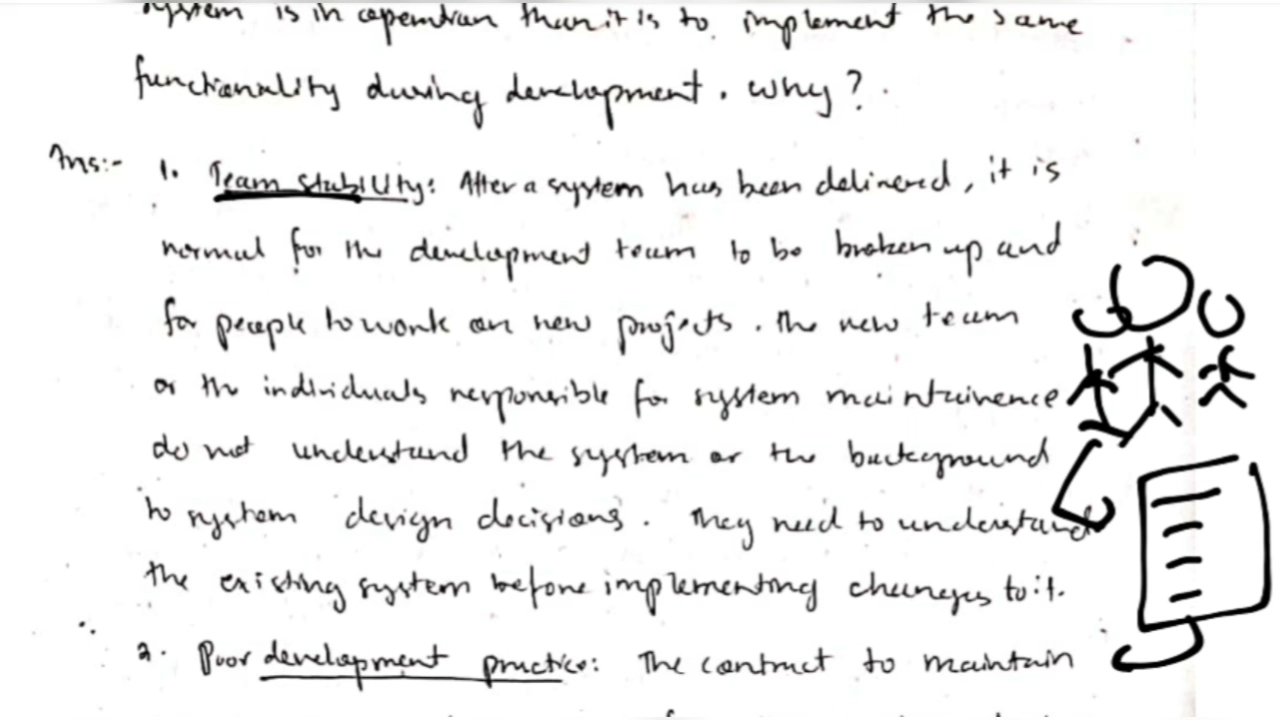 system is in operation than it is to implement the same
functionality during development. Why?
Ans:- 1. Team stability: After a system has been delivered, it is
normal for the development team to be broken up and
for people to work on new projects. The new team
or the individuals responsible for system maintainence
do not understand the system or the background
to system design decisions. They need to understand
the existing system before implementing changes to it.
2. Poor development practice: The contract to maintain